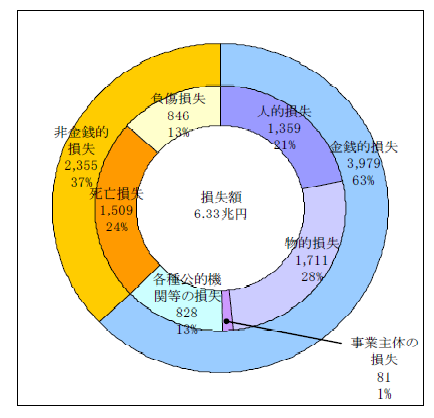 負傷損失
846
13%
人的損失
1,359
21%
非金銭的
損失
2,355
37%
金銭的損失
3,979
63%
死亡損失
1,509
24%
損失額
6.33兆円
物的損失
1,711
28%
各種公的機
関等の損失
828
13%
事業主体の
損失
81
1%